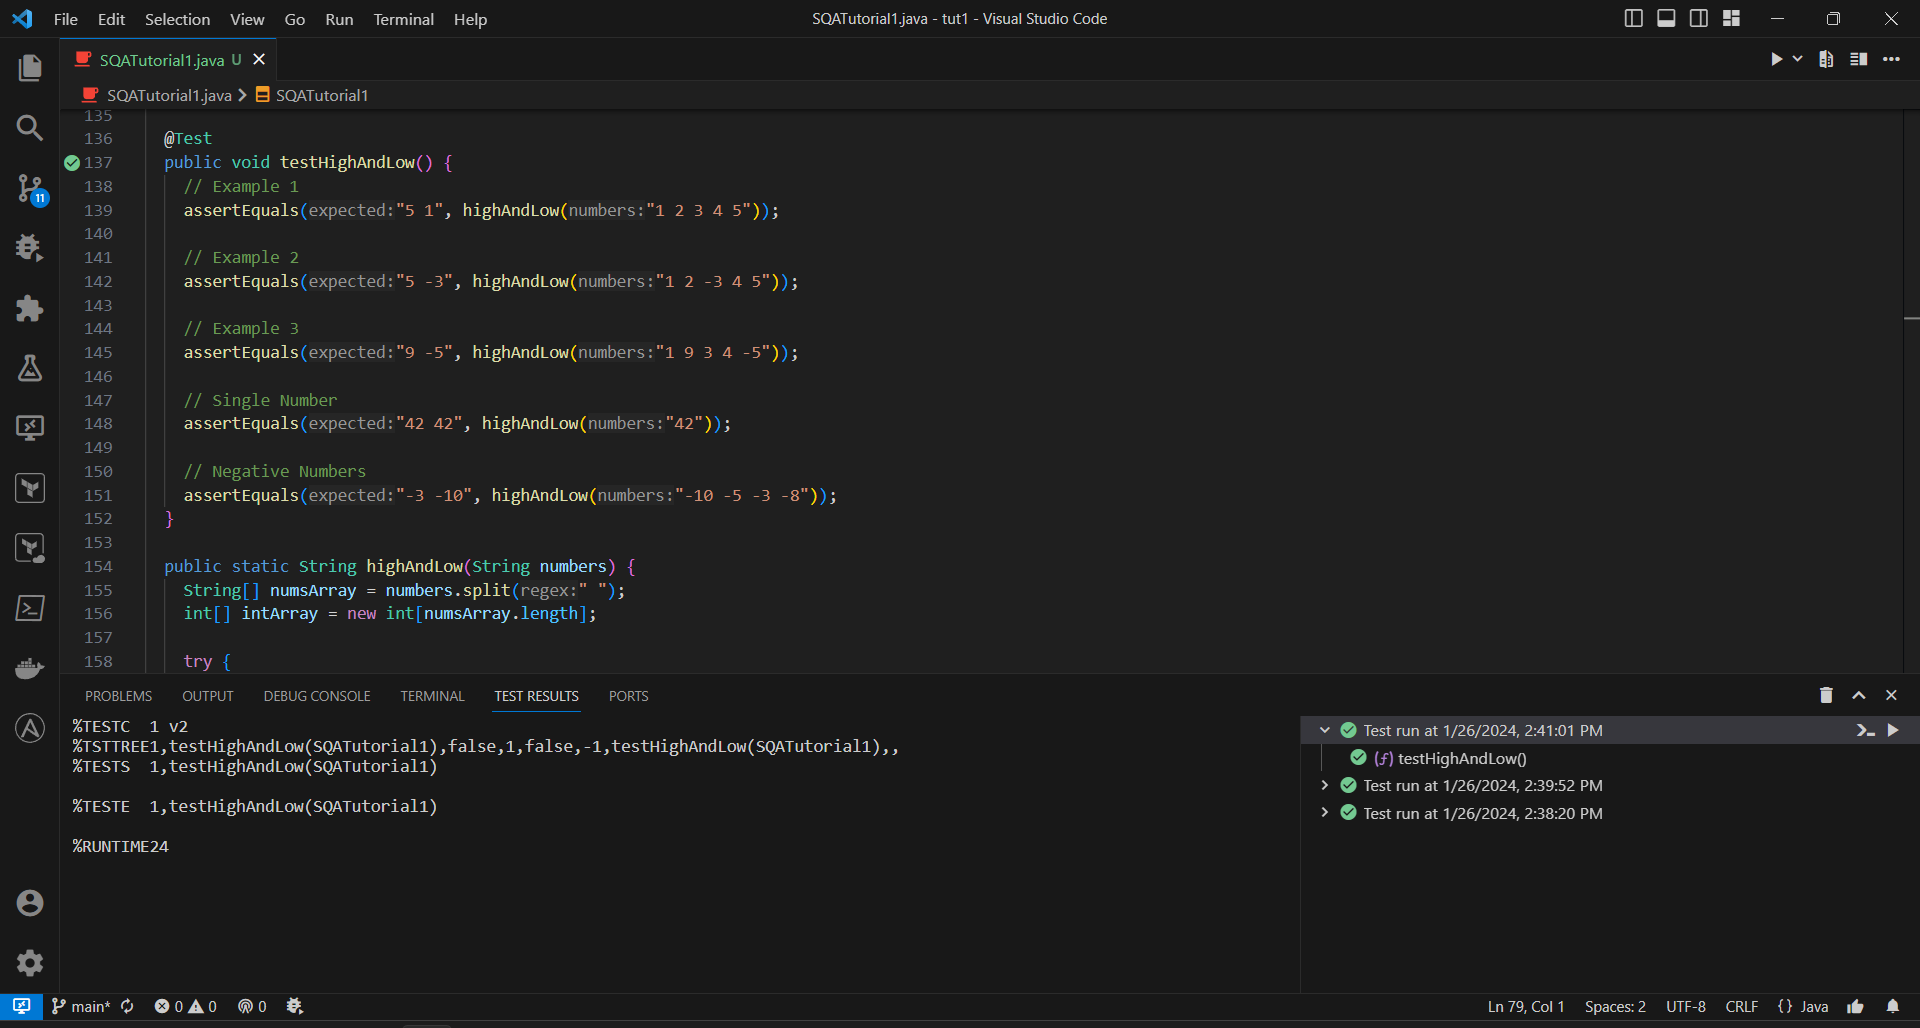 File Edit Selection View Go Run Terminal Help
SQATutorial1.java - tut1 - Visual Studio Code
SQATutorial1.java U
SQATutorial1.java > SQATutorial1
135
136 @Test
137 public void testHighAndLow() {
138 // Example 1
139 assertEquals(expected:"5 1", highAndLow(numbers:"1 2 3 4 5"));
140
141 // Example 2
142 assertEquals(expected:"5 -3", highAndLow(numbers:"1 2 -3 4 5"));
143
144 // Example 3
145 assertEquals(expected:"9 -5", highAndLow(numbers:"1 9 3 4 -5"));
146
147 // Single Number
148 assertEquals(expected:"42 42", highAndLow(numbers:"42"));
149
150 // Negative Numbers
151 assertEquals(expected:"-3 -10", highAndLow(numbers:"-10 -5 -3 -8"));
152 }
153
154 public static String highAndLow(String numbers) {
155 String[] numsArray = numbers.split(regex:" ");
156 int[] intArray = new int[numsArray.length];
157
158 try {
11
PROBLEMS OUTPUT DEBUG CONSOLE TERMINAL TEST RESULTS PORTS
%TESTC 1 v2
%TSTTREE1,testHighAndLow(SQATutorial1),false,1,false,-1,testHighAndLow(SQATutorial1),,
%TESTS 1,testHighAndLow(SQATutorial1)
%TESTE 1,testHighAndLow(SQATutorial1)
%RUNTIME24
Test run at 1/26/2024, 2:41:01 PM
(f) testHighAndLow()
Test run at 1/26/2024, 2:39:52 PM
Test run at 1/26/2024, 2:38:20 PM
main* 0 0 0
Ln 79, Col 1 Spaces: 2 UTF-8 CRLF {} Java